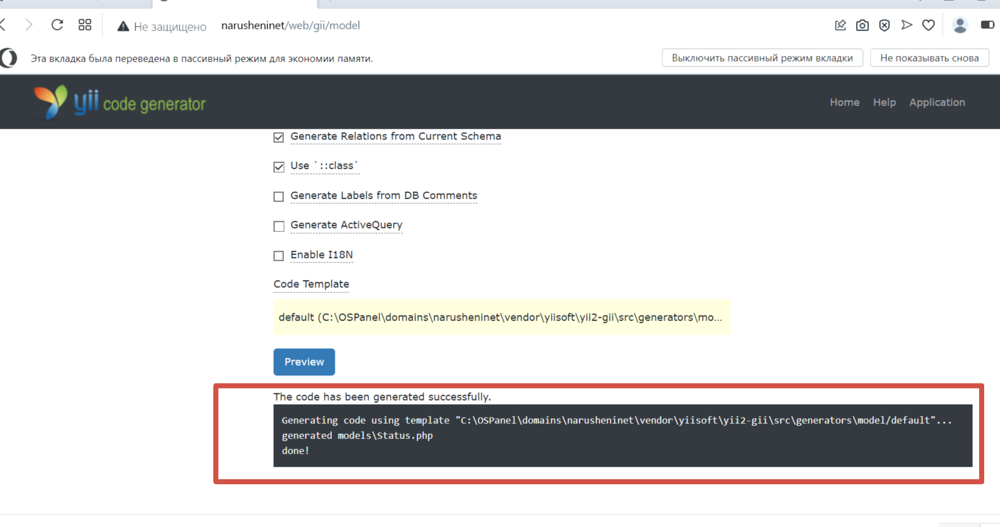 Не защищено narusheninet/web/gii/model
Эта вкладка была переведена в пассивный режим для экономии памяти. Выключить пассивный режим вкладки Не показывать снова
yii code generator Home Help Application
Generate Relations from Current Schema
Use `::class`
Generate Labels from DB Comments
Generate ActiveQuery
Enable I18N
Code Template
default (C:\OSPanel\domains\narusheninet\vendor\yiisoft\yii2-gii\src\generators\mo...
Preview
The code has been generated successfully.
Generating code using template "C:\OSPanel\domains\narusheninet\vendor\yiisoft\yii2-gii\src\generators\model/default"...
generated models\Status.php
done!